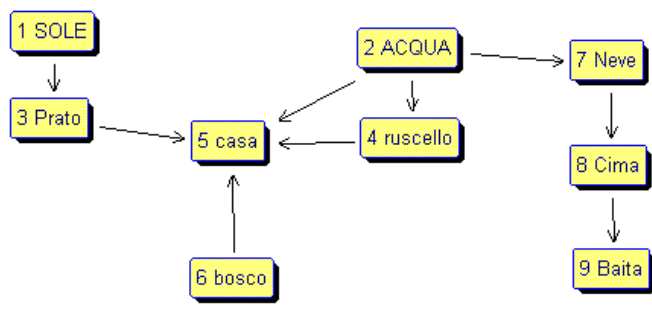 1 SOLE
2 ACQUA
7 Neve
3 Prato
5 casa
4 ruscello
8 Cima
6 bosco
9 Baita